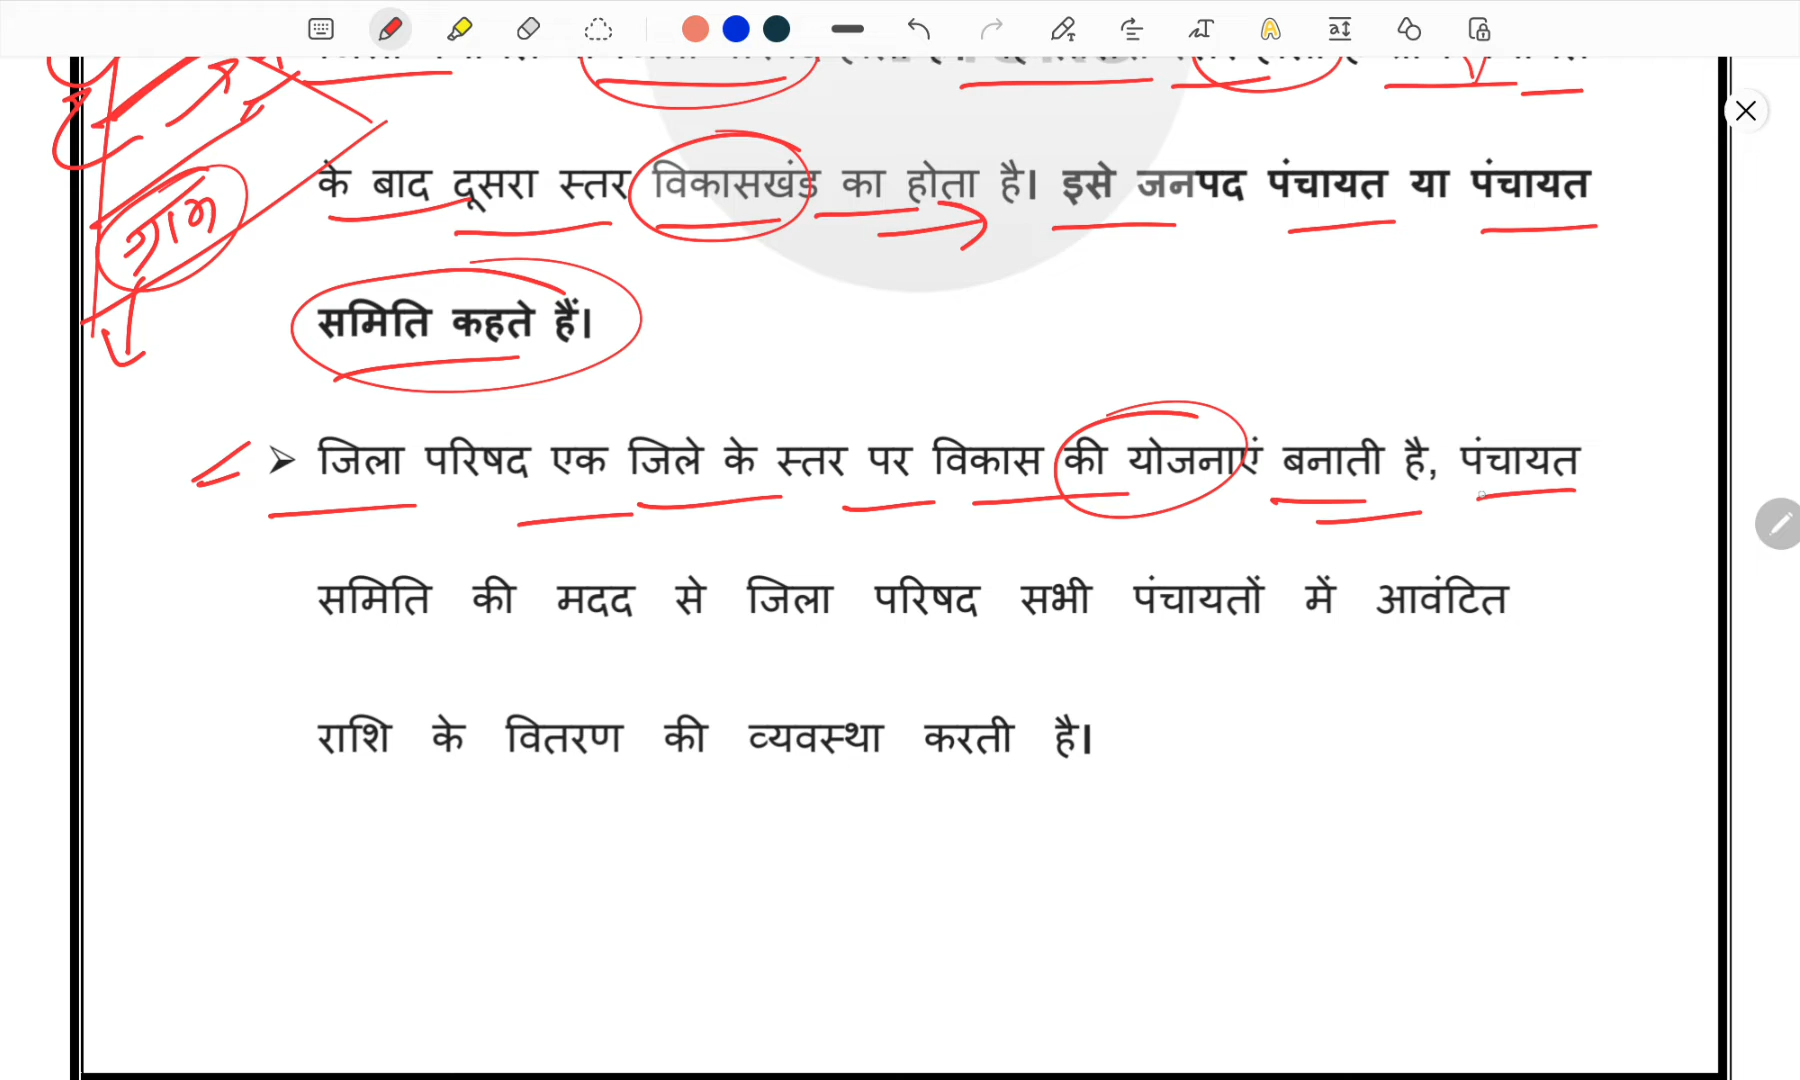 के बाद दूसरा स्तर विकासखंड का होता है। इसे जनपद पंचायत या पंचायत
ग्राम
समिति कहते हैं।
➤ जिला परिषद एक जिले के स्तर पर विकास की योजनाएं बनाती है, पंचायत
समिति की मदद से जिला परिषद सभी पंचायतों में आवंटित
राशि के वितरण की व्यवस्था करती है।